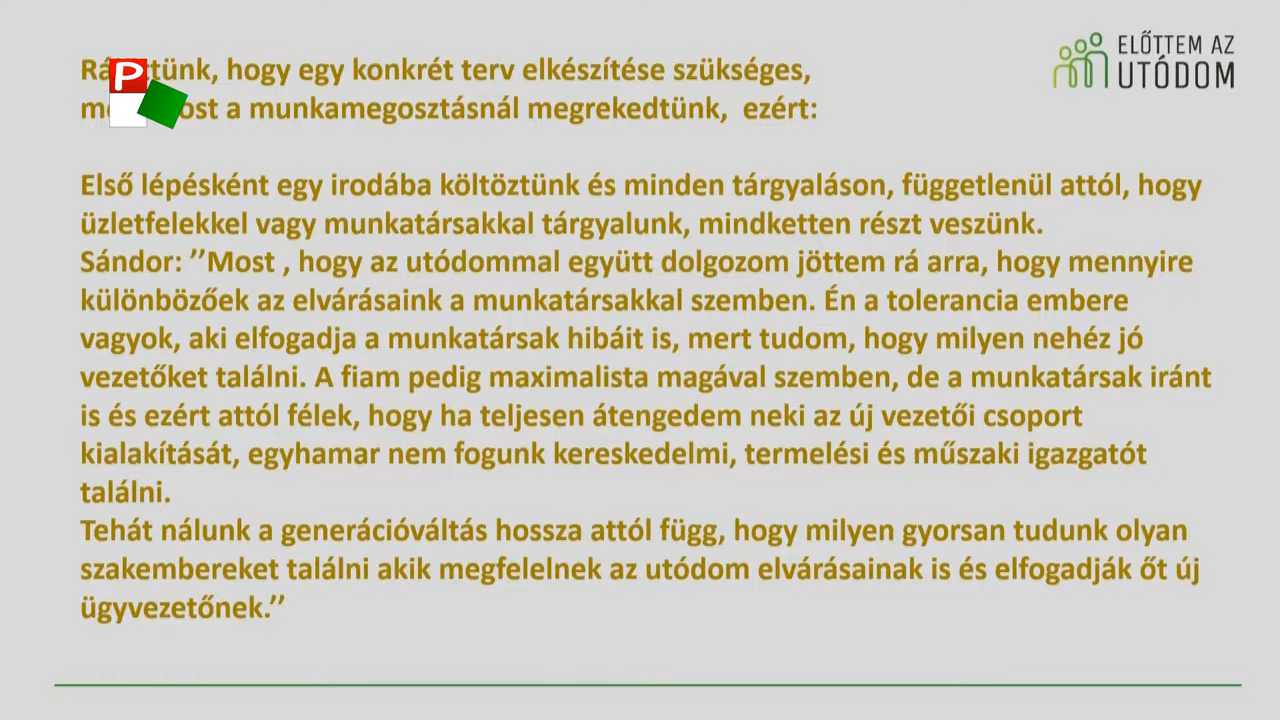 ELŐTTEM AZ
UTÓDOM
P
hogy egy konkrét terv elkészítése szükséges,
a munkamegosztásnál megrekedtünk, ezért:
Első lépésként egy irodába költöztünk és minden tárgyaláson, függetlenül attól, hogy
üzletfelekkel vagy munkatársakkal tárgyalunk, mindketten részt veszünk.
Sándor: ’’Most , hogy az utódommal együtt dolgozom jöttem rá arra, hogy mennyire
különbözőek az elvárásaink a munkatársakkal szemben. Én a tolerancia embere
vagyok, aki elfogadja a munkatársak hibáit is, mert tudom, hogy milyen nehéz jó
vezetőket találni. A fiam pedig maximalista magával szemben, de a munkatársak iránt
is és ezért attól félek, hogy ha teljesen átengedem neki az új vezetői csoport
kialakítását, egyhamar nem fogunk kereskedelmi, termelési és műszaki igazgatót
találni.
Tehát nálunk a generációváltás hossza attól függ, hogy milyen gyorsan tudunk olyan
szakembereket találni akik megfelelnek az utódom elvárásainak is és elfogadják őt új
ügyvezetőnek.’’